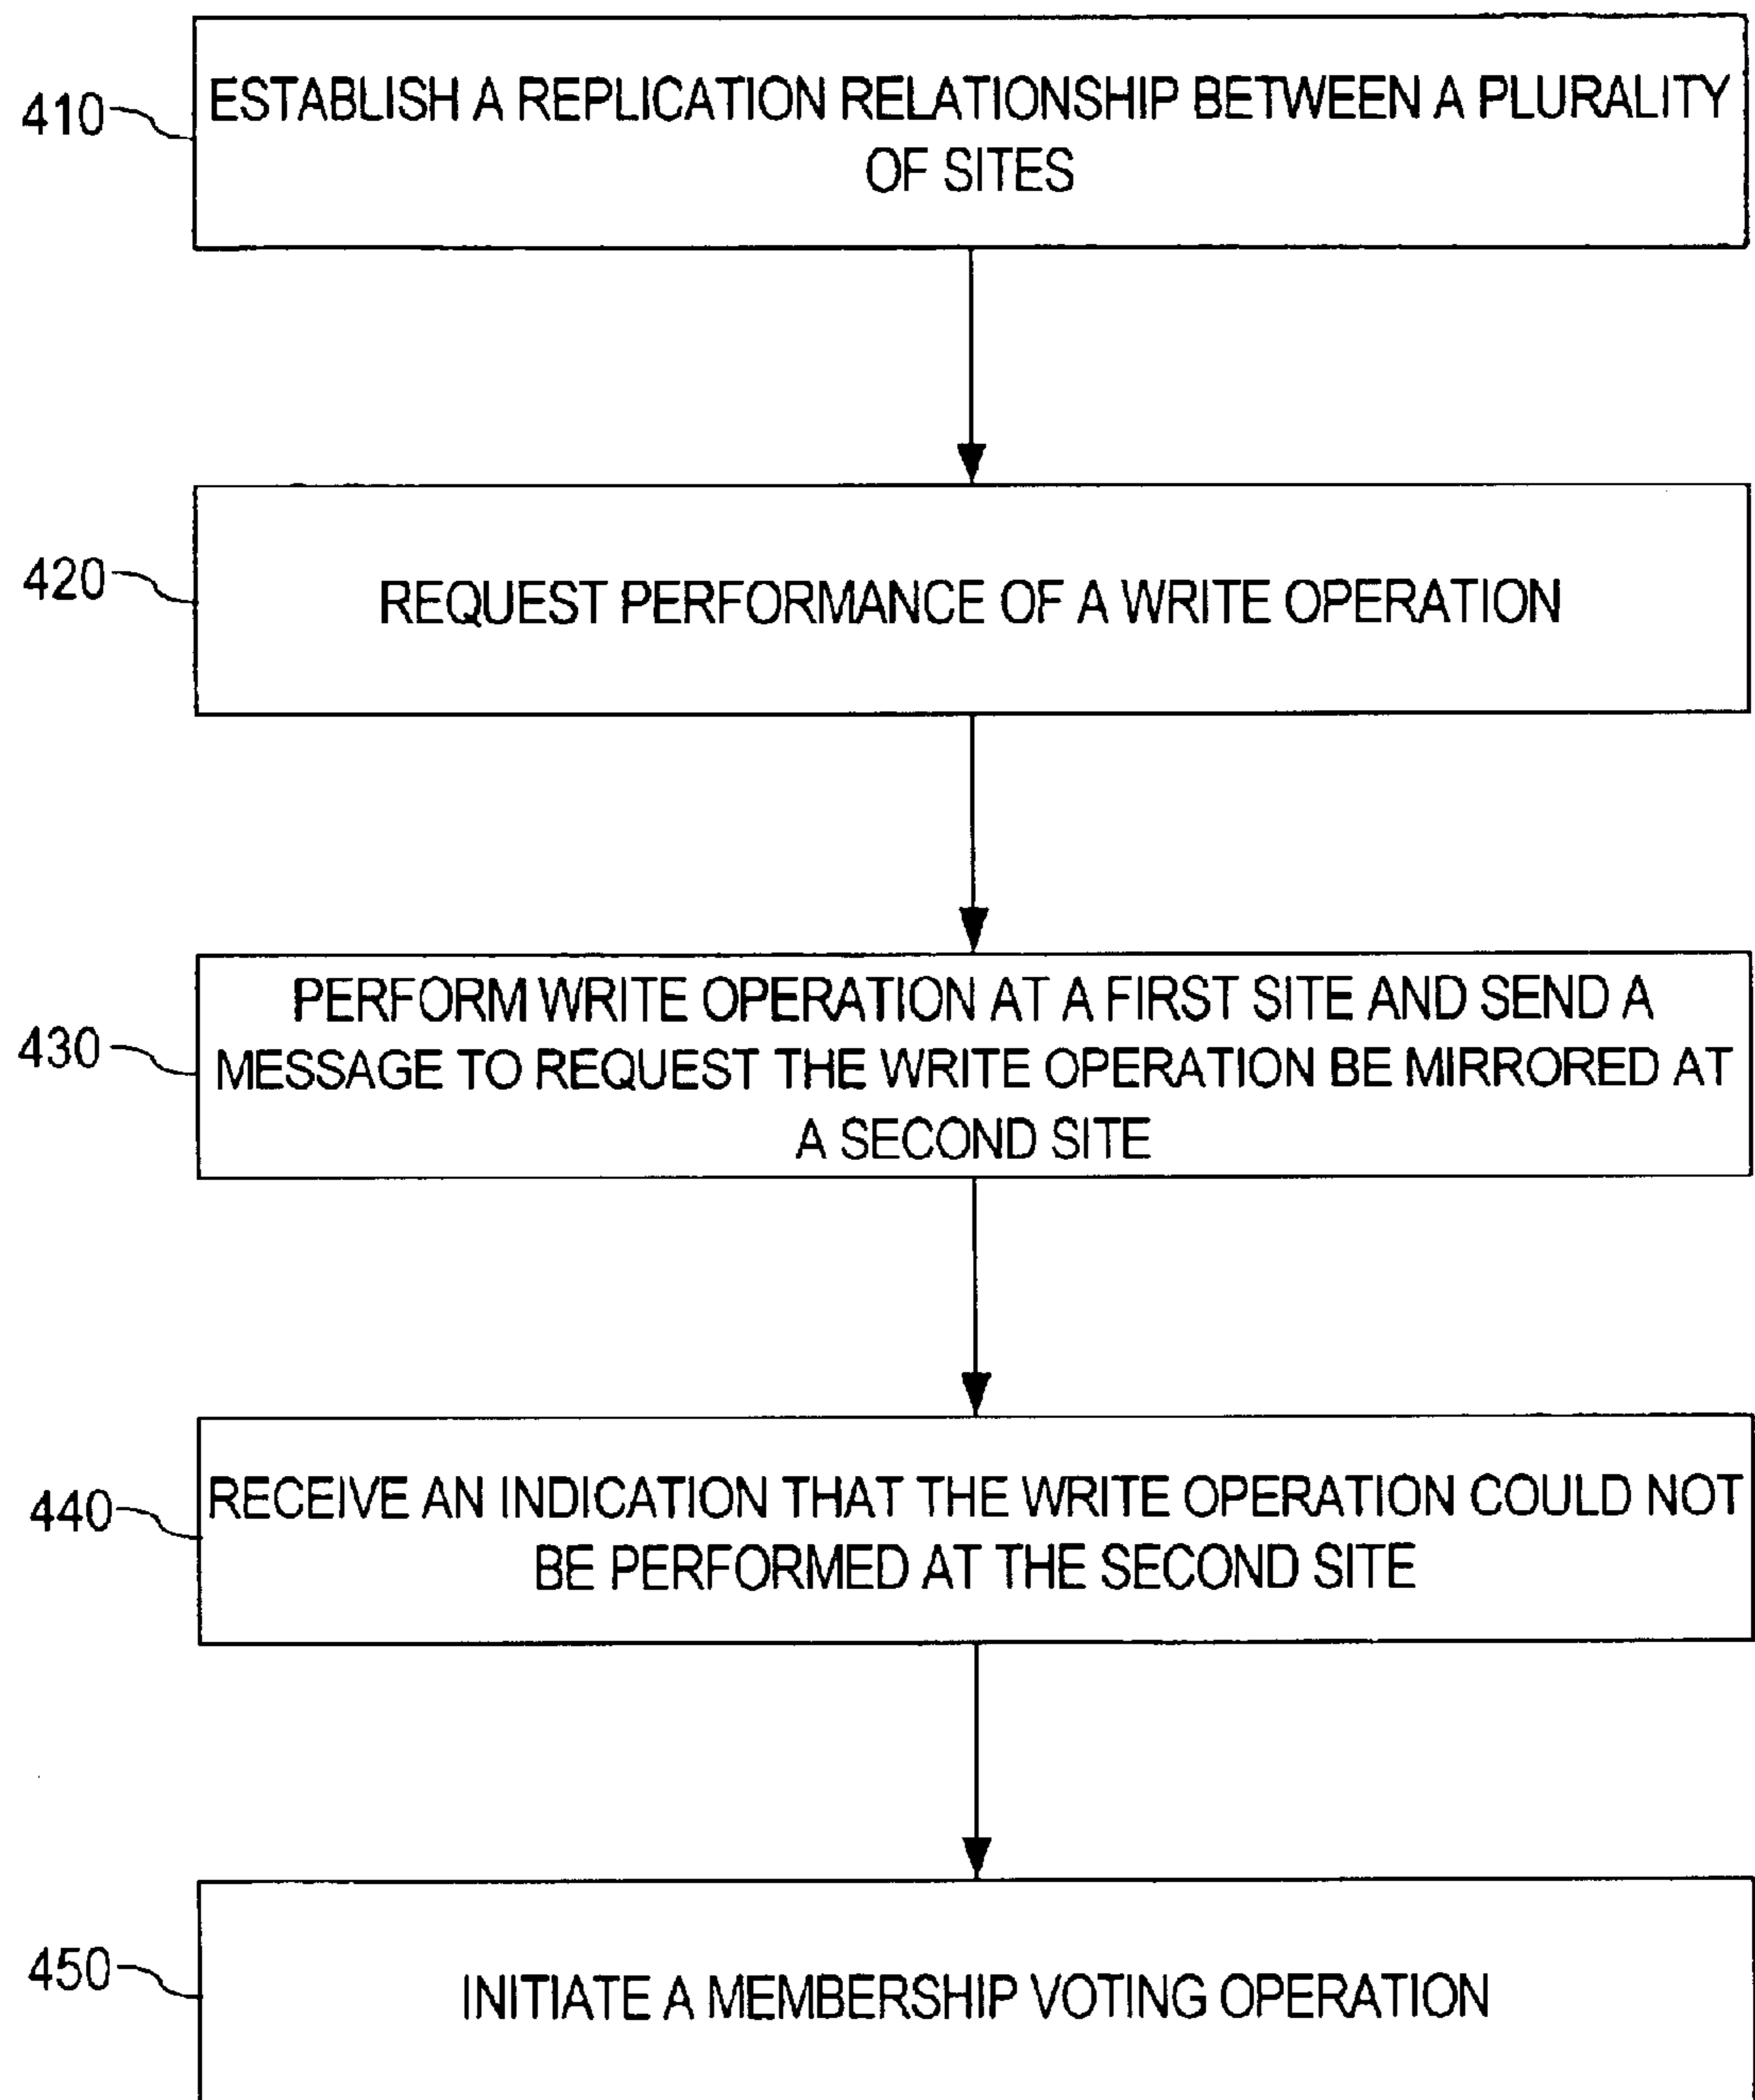 410
ESTABLISH A REPLICATION RELATIONSHIP BETWEEN A PLURALITY
OF SITES
420
REQUEST PERFORMANCE OF A WRITE OPERATION
430
PERFORM WRITE OPERATION AT A FIRST SITE AND SEND A
MESSAGE TO REQUEST THE WRITE OPERATION BE MIRRORED AT
A SECOND SITE
440
RECEIVE AN INDICATION THAT THE WRITE OPERATION COULD NOT
BE PERFORMED AT THE SECOND SITE
450
INITIATE A MEMBERSHIP VOTING OPERATION